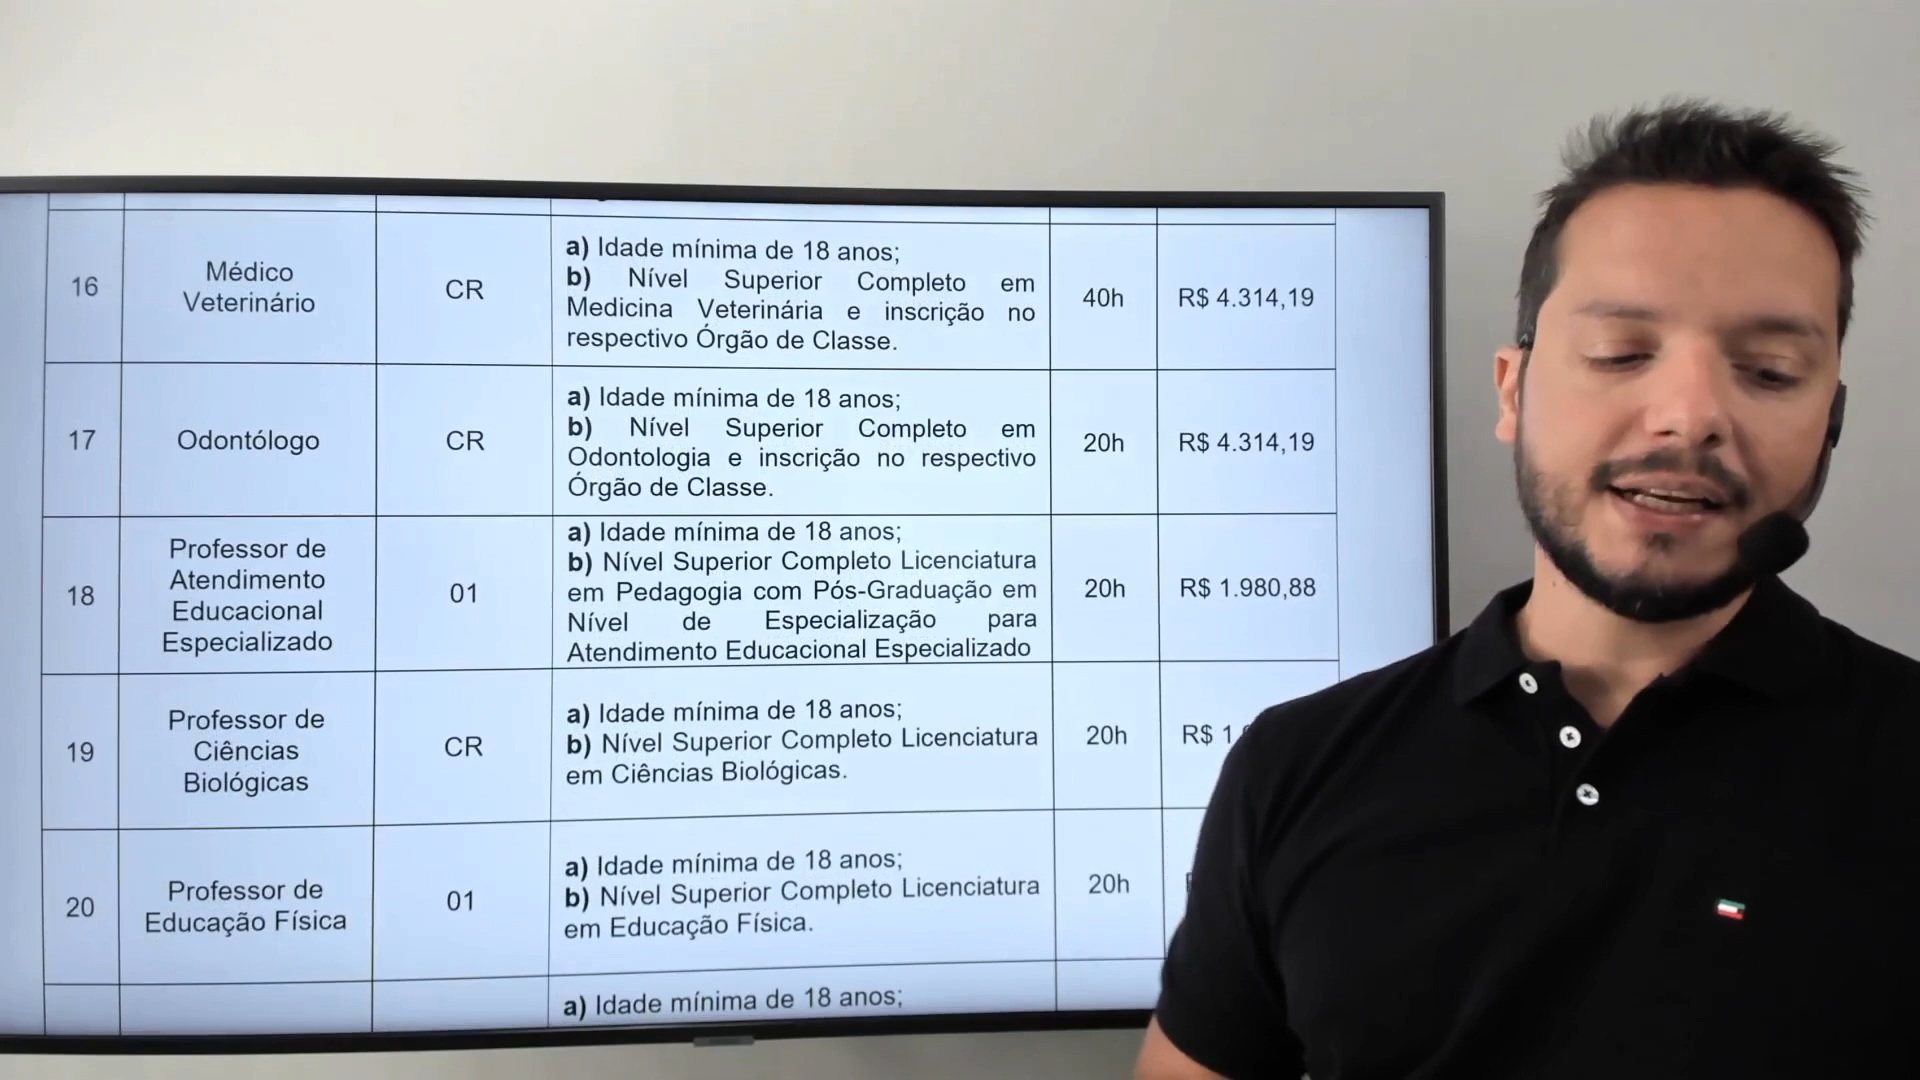 16
Médico
Veterinário
CR
a) Idade mínima de 18 anos;
b) Nível Superior Completo em
Medicina Veterinária e inscrição no
respectivo Órgão de Classe.
40h
R$ 4.314,19
17
Odontólogo
CR
a) Idade mínima de 18 anos;
b) Nível Superior Completo em
Odontologia e inscrição no respectivo
Órgão de Classe.
20h
R$ 4.314,19
18
Professor de
Atendimento
Educacional
Especializado
01
a) Idade mínima de 18 anos;
b) Nível Superior Completo Licenciatura
em Pedagogia com Pós-Graduação em
Nível de Especialização para
Atendimento Educacional Especializado
20h
R$ 1.980,88
19
Professor de
Ciências
Biológicas
CR
a) Idade mínima de 18 anos;
b) Nível Superior Completo Licenciatura
em Ciências Biológicas.
20h
R$ 1
20
Professor de
Educação Física
01
a) Idade mínima de 18 anos;
b) Nível Superior Completo Licenciatura
em Educação Física.
20h
a) Idade mínima de 18 anos;